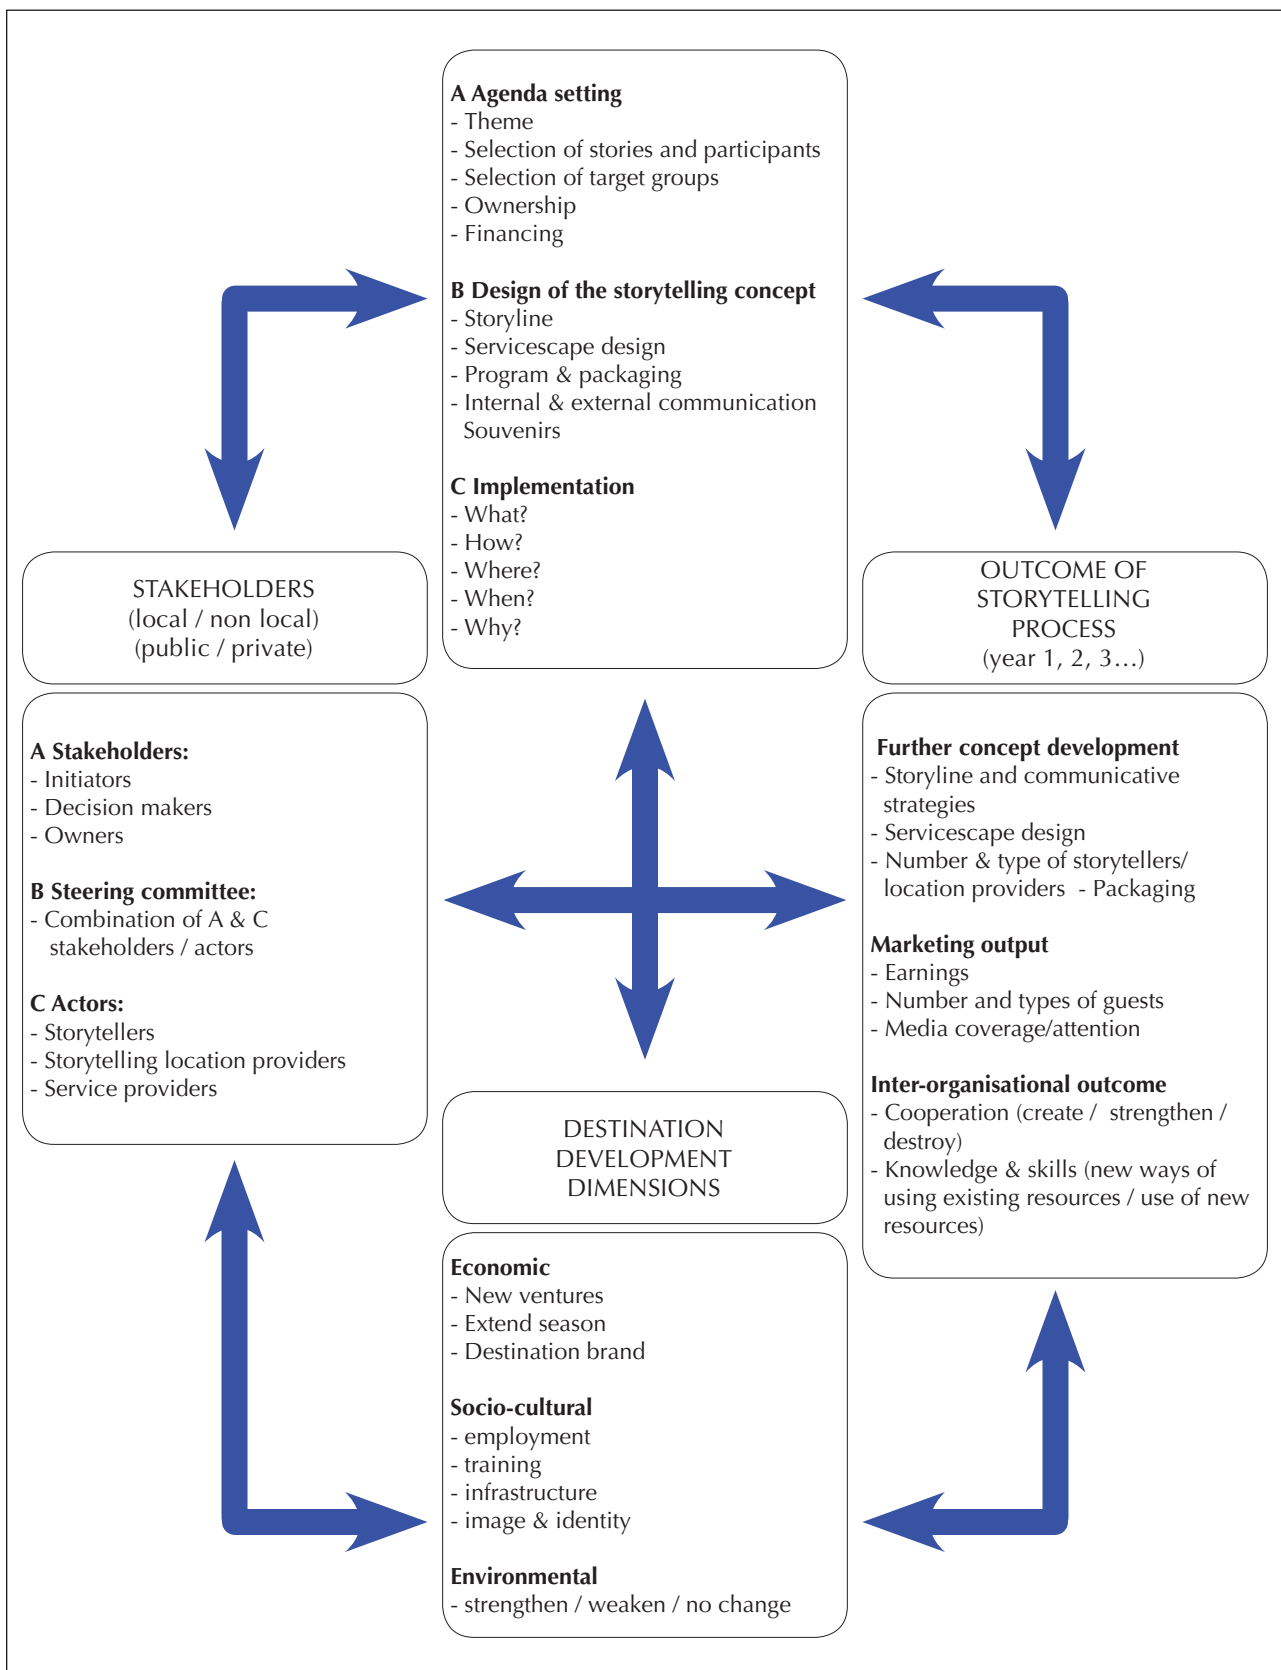 A Agenda setting
- Theme
- Selection of stories and participants
- Selection of target groups
- Ownership
- Financing
B Design of the storytelling concept
- Storyline
- Servicescape design
- Program & packaging
- Internal & external communication
Souvenirs
C Implementation
- What?
- How?
- Where?
- When?
- Why?
STAKEHOLDERS
(local / non local)
(public / private)
A Stakeholders:
- Initiators
- Decision makers
- Owners
B Steering committee:
- Combination of A & C
stakeholders / actors
C Actors:
- Storytellers
- Storytelling location providers
- Service providers
OUTCOME OF
STORYTELLING
PROCESS
(year 1, 2, 3...)
Further concept development
- Storyline and communicative
strategies
- Servicescape design
- Number & type of storytellers/
location providers - Packaging
Marketing output
- Earnings
- Number and types of guests
- Media coverage/attention
Inter-organisational outcome
- Cooperation (create / strengthen /
destroy)
- Knowledge & skills (new ways of
using existing resources / use of new
resources)
DESTINATION
DEVELOPMENT
DIMENSIONS
Economic
- New ventures
- Extend season
- Destination brand
Socio-cultural
- employment
- training
- infrastructure
- image & identity
Environmental
- strengthen / weaken / no change